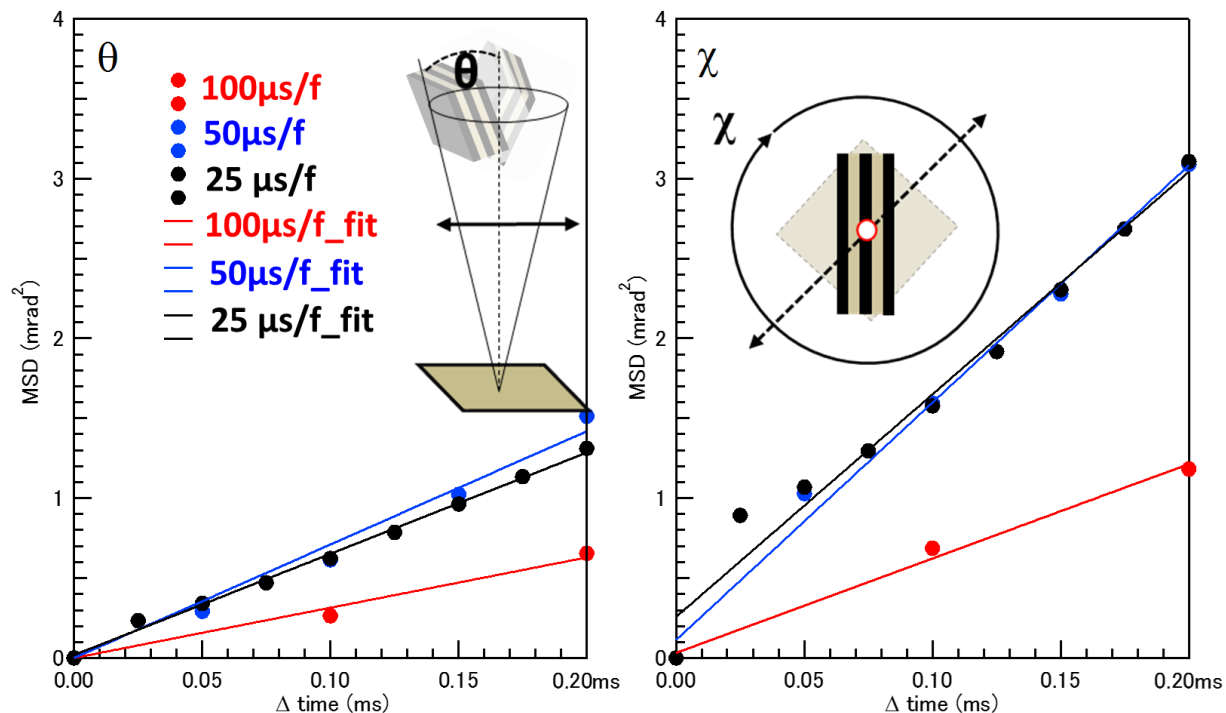 θ
100μs/f
50μs/f
25 μs/f
100μs/f_fit
50μs/f_fit
25 μs/f_fit
θ
MSD (mrad²)
4
3
2
1
0
0.00
0.05
0.10
0.15
0.20ms
Δ time (ms)
χ
χ
MSD (mrad²)
4
3
2
1
0
0.00
0.05
0.10
0.15
0.20ms
Δ time (ms)